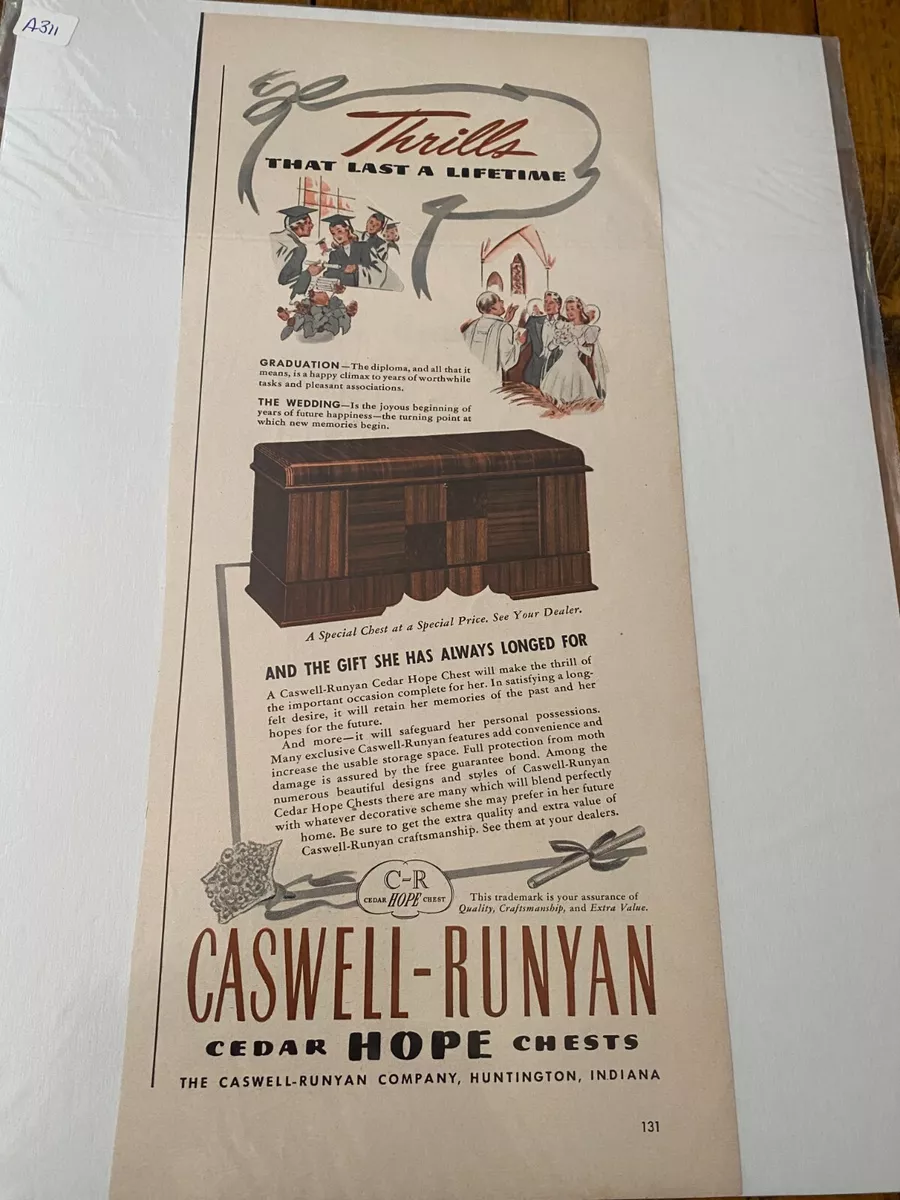 A311
Thrills
THAT LAST A LIFETIME
GRADUATION—The diploma, and all that it
means, is a happy climax to years of worthwhile
tasks and pleasant associations.
THE WEDDING—Is the joyous beginning of
years of future happiness—the turning point at
which new memories begin.
A Special Chest at a Special Price. See Your Dealer.
AND THE GIFT SHE HAS ALWAYS LONGED FOR
A Caswell-Runyan Cedar Hope Chest will make the thrill of
the important occasion complete for her. In satisfying a long-
felt desire, it will retain her memories of the past and her
hopes for the future.
And more—it will safeguard her personal possessions.
Many exclusive Caswell-Runyan features add convenience and
increase the usable storage space. Full protection from moth
damage is assured by the free guarantee bond. Among the
numerous beautiful designs and styles of Caswell-Runyan
Cedar Hope Chests there are many which will blend perfectly
with whatever decorative scheme she may prefer in her future
home. Be sure to get the extra quality and extra value of
Caswell-Runyan craftsmanship. See them at your dealers.
C-R
CEDAR HOPE CHEST
This trademark is your assurance of
Quality, Craftsmanship, and Extra Value.
CASWELL-RUNYAN
CEDAR HOPE CHESTS
THE CASWELL-RUNYAN COMPANY, HUNTINGTON, INDIANA
131